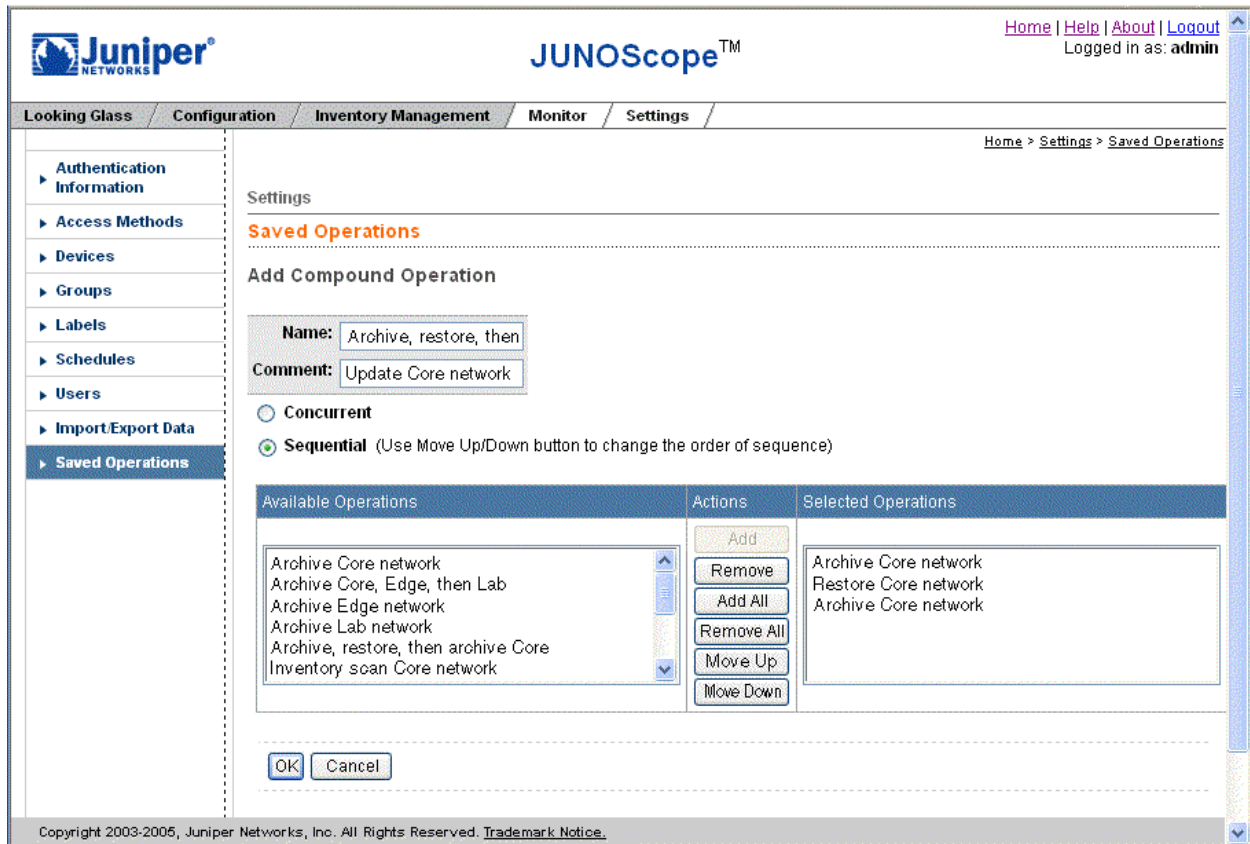 Home | Help | About | Logout
Juniper®
NETWORKS
JUNOScope™
Logged in as: admin
Looking Glass / Configuration / Inventory Management / Monitor / Settings /
Home > Settings > Saved Operations
Authentication
Information
Access Methods
Devices
Groups
Labels
Schedules
Users
Import/Export Data
Saved Operations
Settings
Saved Operations
Add Compound Operation
Name: Archive, restore, then
Comment: Update Core network
Concurrent
Sequential (Use Move Up/Down button to change the order of sequence)
Available Operations
Archive Core network
Archive Core, Edge, then Lab
Archive Edge network
Archive Lab network
Archive, restore, then archive Core
Inventory scan Core network
Actions
Add
Remove
Add All
Remove All
Move Up
Move Down
Selected Operations
Archive Core network
Restore Core network
Archive Core network
OK Cancel
Copyright 2003-2005, Juniper Networks, Inc. All Rights Reserved. Trademark Notice.